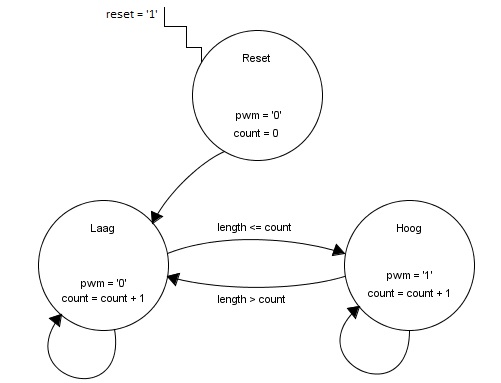 reset = '1'
Reset
pwm = '0'
count = 0
Laag
pwm = '0'
count = count + 1
length <= count
length > count
Hoog
pwm = '1'
count = count + 1